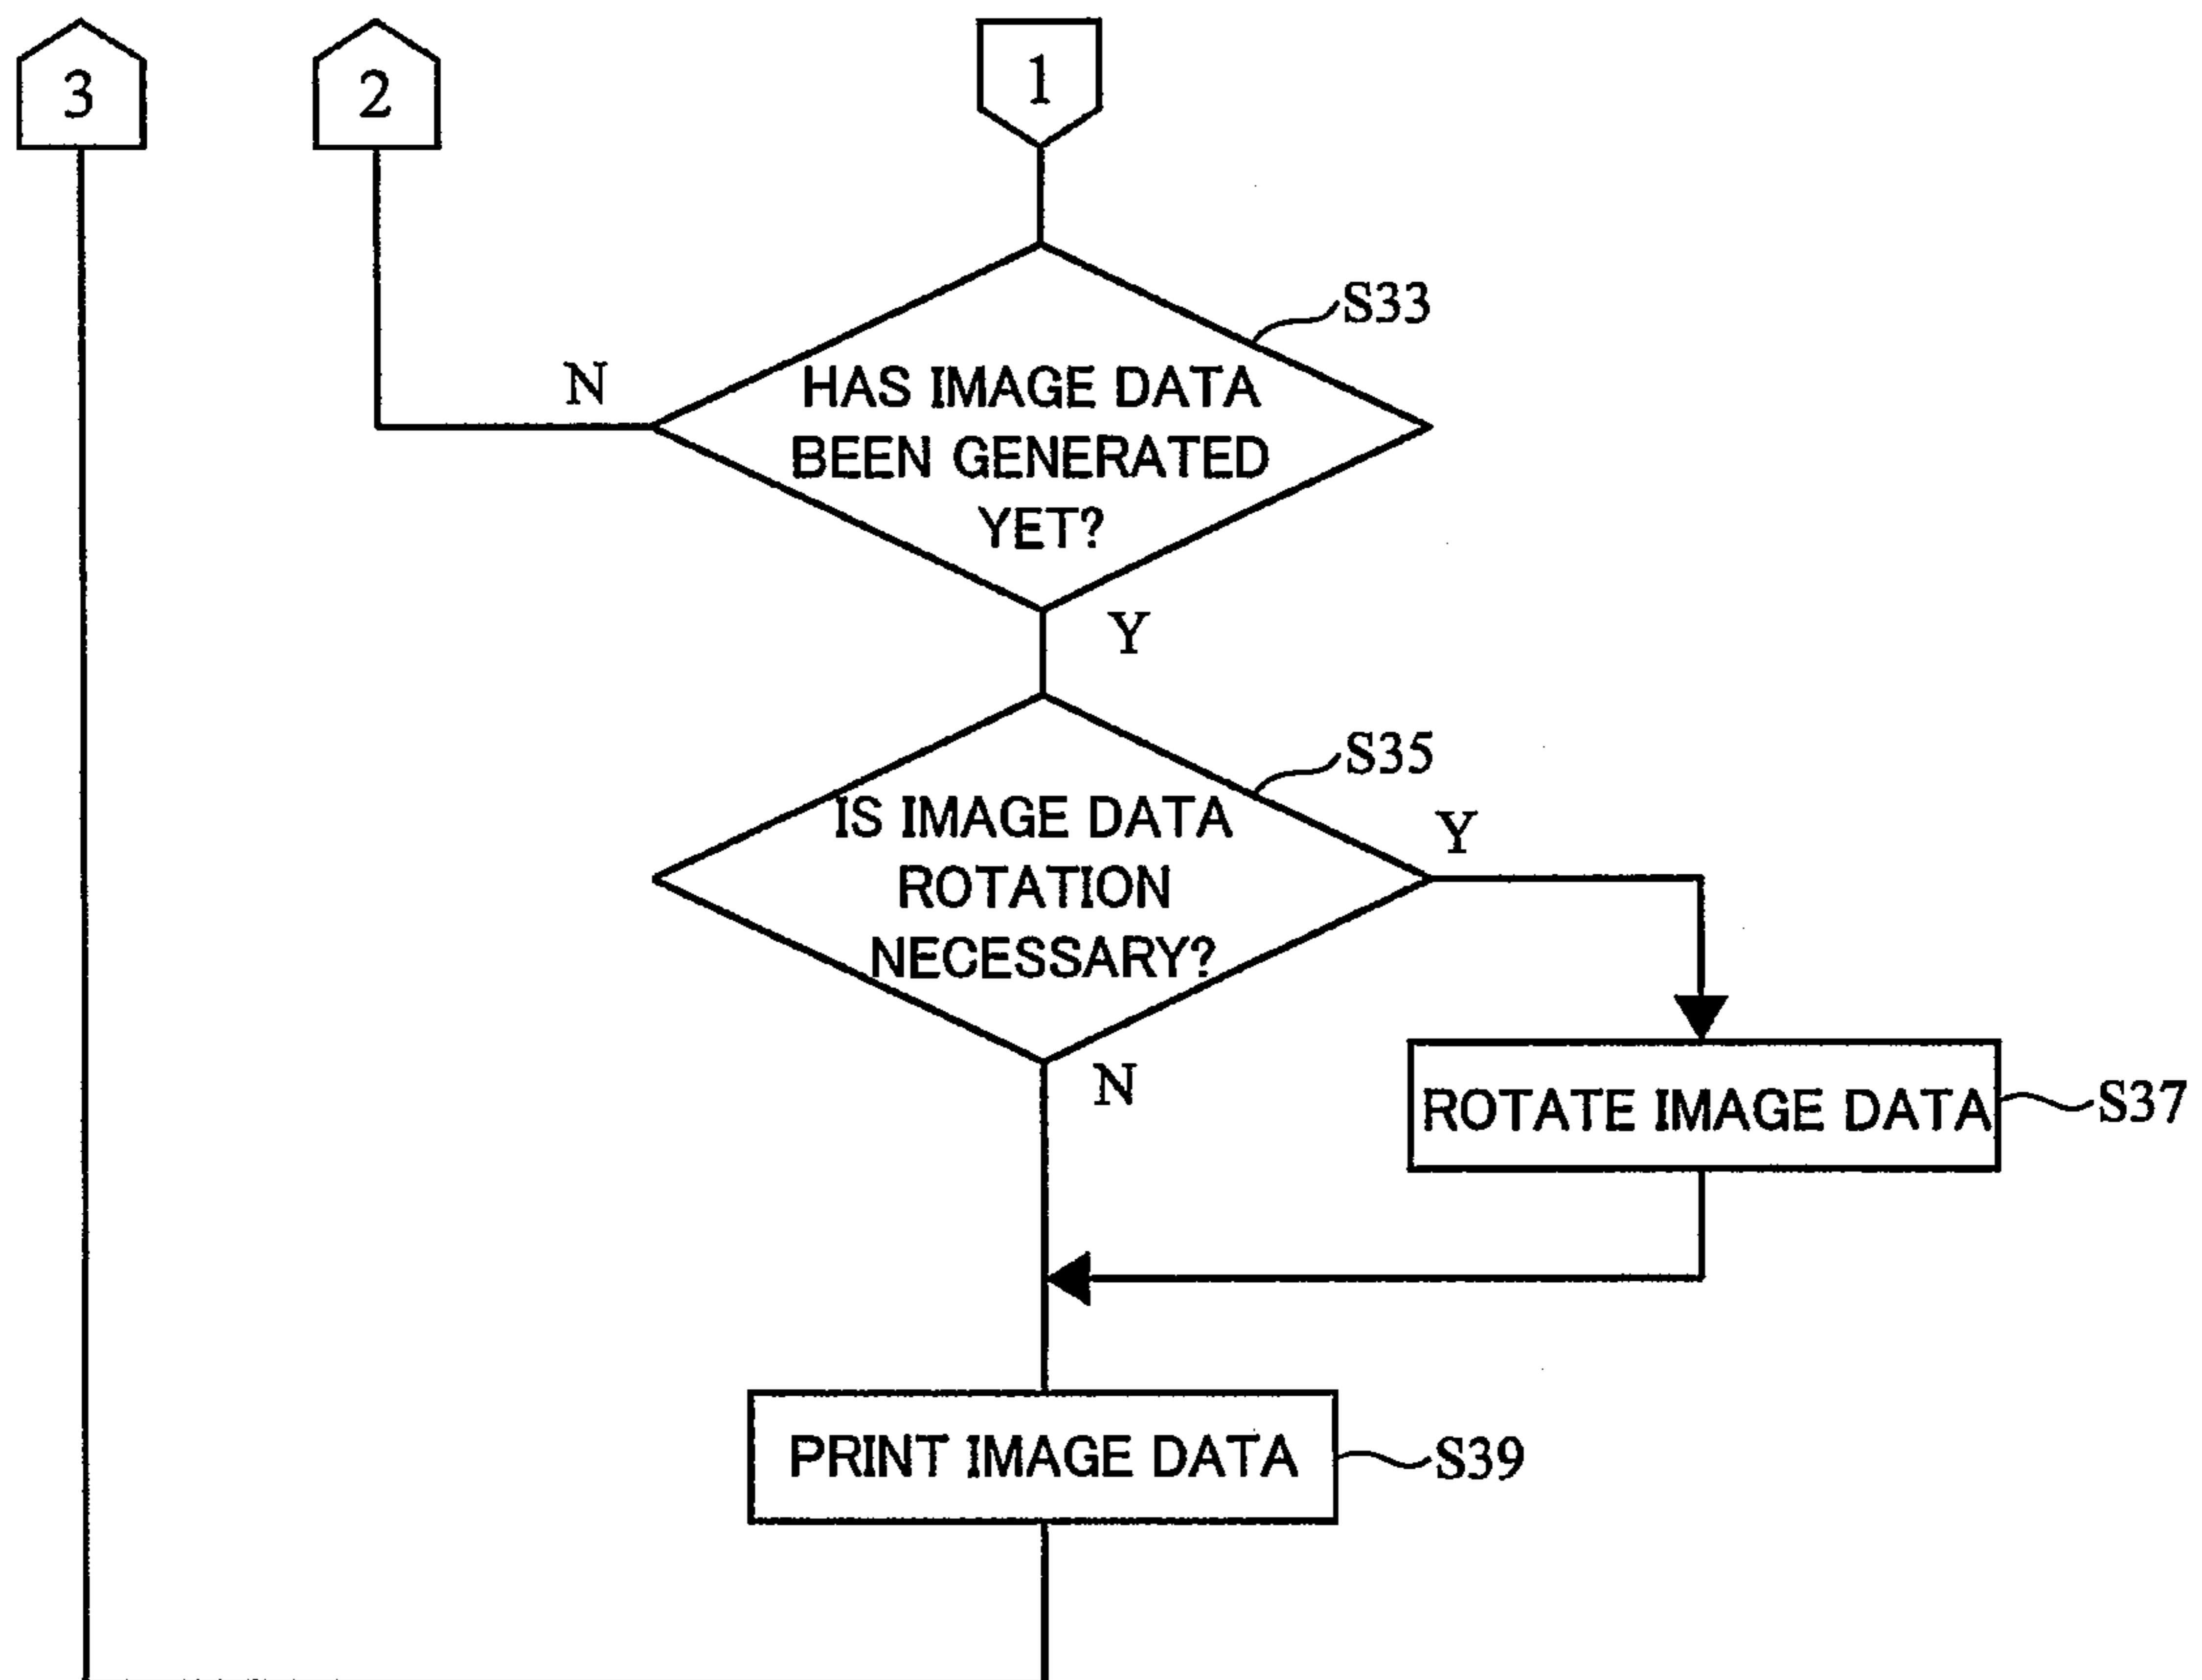 3
2
1
S33
N
HAS IMAGE DATA
BEEN GENERATED
YET?
Y
S35
IS IMAGE DATA
ROTATION
NECESSARY?
Y
N
ROTATE IMAGE DATA
S37
PRINT IMAGE DATA
S39